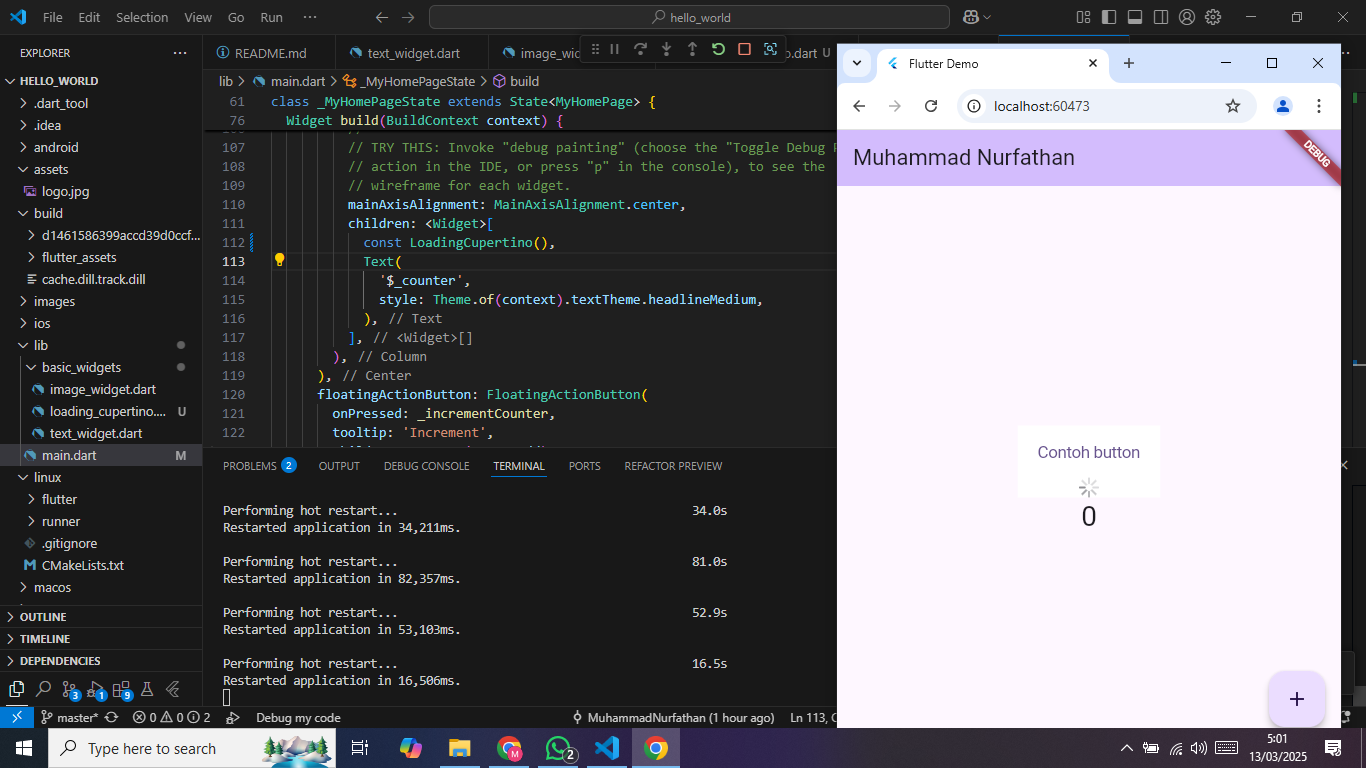 File Edit Selection View Go Run ···
hello_world
EXPLORER
HELLO_WORLD
.dart_tool
.idea
android
assets
logo.jpg
build
d1461586399accd39d0ccf...
flutter_assets
cache.dill.track.dill
images
ios
lib
basic_widgets
image_widget.dart
loading_cupertino.... U
text_widget.dart
main.dart M
linux
flutter
runner
.gitignore
CMakeLists.txt
macos
OUTLINE
TIMELINE
DEPENDENCIES
3 1 9
README.md text_widget.dart image_wi .dart U
lib > main.dart > _MyHomePageState > build
61 class _MyHomePageState extends State<MyHomePage> {
76 Widget build(BuildContext context) {
107 // TRY THIS: Invoke "debug painting" (choose the "Toggle Debug P
108 // action in the IDE, or press "p" in the console), to see the
109 // wireframe for each widget.
110 mainAxisAlignment: MainAxisAlignment.center,
111 children: <Widget>[
112 const LoadingCupertino(),
113 Text(
114 '$_counter',
115 style: Theme.of(context).textTheme.headlineMedium,
116 ), // Text
117 ], // <Widget>[]
118 ), // Column
119 ), // Center
120 floatingActionButton: FloatingActionButton(
121 onPressed: _incrementCounter,
122 tooltip: 'Increment',
PROBLEMS 2 OUTPUT DEBUG CONSOLE TERMINAL PORTS REFACTOR PREVIEW
Performing hot restart... 34.0s
Restarted application in 34,211ms.
Performing hot restart... 81.0s
Restarted application in 82,357ms.
Performing hot restart... 52.9s
Restarted application in 53,103ms.
Performing hot restart... 16.5s
Restarted application in 16,506ms.
Flutter Demo
localhost:60473
Muhammad Nurfathan
DEBUG
Contoh button
0
+
master* 0 0 2 Debug my code MuhammadNurfathan (1 hour ago) Ln 113, C
Type here to search
M
2
5:01
13/03/2025